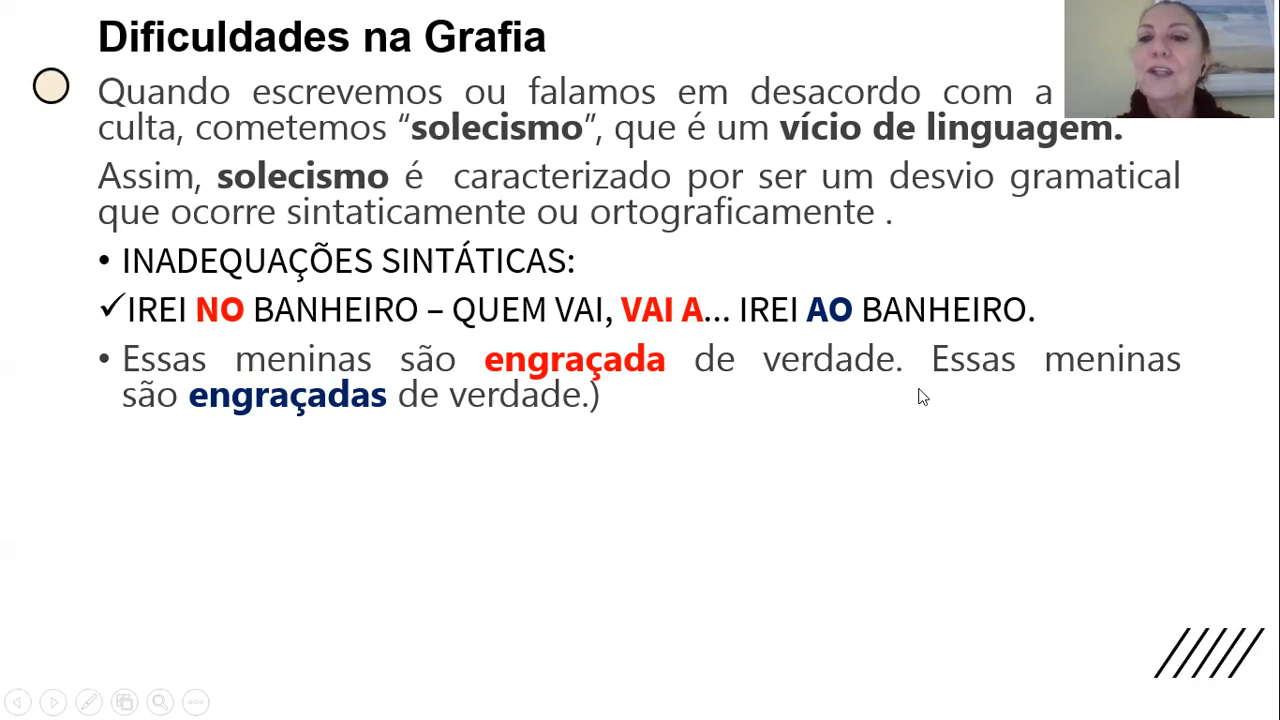 Dificuldades na Grafia
Quando escrevemos ou falamos em desacordo com a
culta, cometemos “solecismo”, que é um vício de linguagem.
Assim, solecismo é caracterizado por ser um desvio gramatical
que ocorre sintaticamente ou ortograficamente .
• INADEQUAÇÕES SINTÁTICAS:
✓IREI NO BANHEIRO – QUEM VAI, VAI A... IREI AO BANHEIRO.
• Essas meninas são engraçada de verdade. Essas meninas
são engraçadas de verdade.)